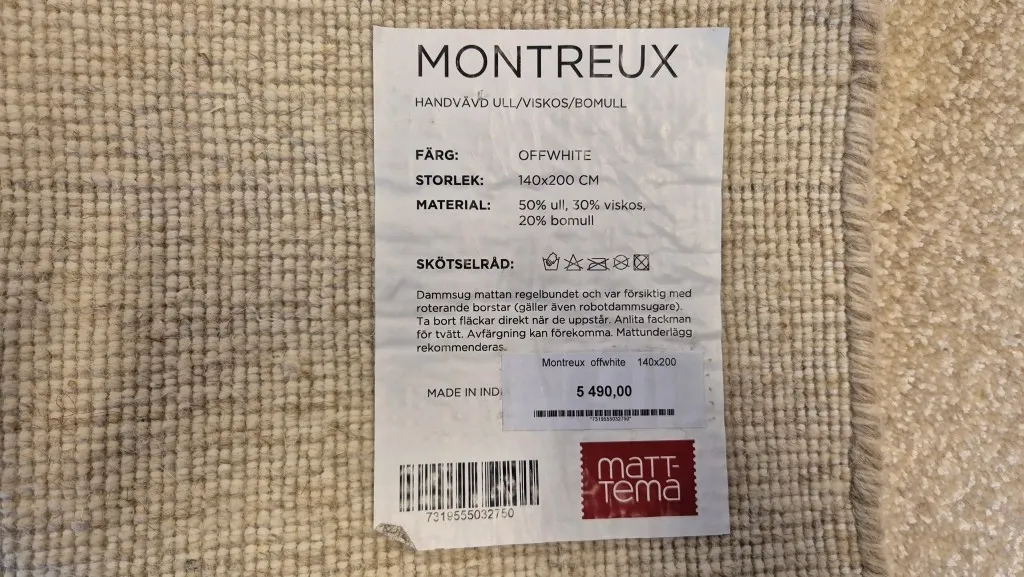 MONTREUX
HANDVÄVD ULL/VISKOS/BOMULL
FÄRG: OFFWHITE
STORLEK: 140x200 CM
MATERIAL: 50% ull, 30% viskos,
20% bomull
SKÖTSELRÅD:
Dammsug mattan regelbundet och var försiktig med
roterande borstar (gäller även robotdammsugare).
Ta bort fläckar direkt när de uppstår. Anlita fackman
för tvätt. Avfärgning kan förekomma. Mattunderlägg
rekommenderas.
Montreux offwhite 140x200
MADE IN INDI
5 490,00
*7319555032750*
matt-
tema
7319555032750